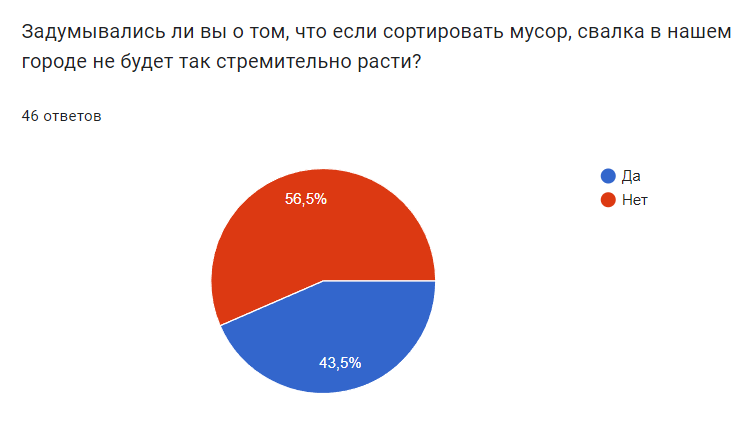 Задумывались ли вы о том, что если сортировать мусор, свалка в нашем
городе не будет так стремительно расти?
46 ответов
Да
Нет
56,5%
43,5%